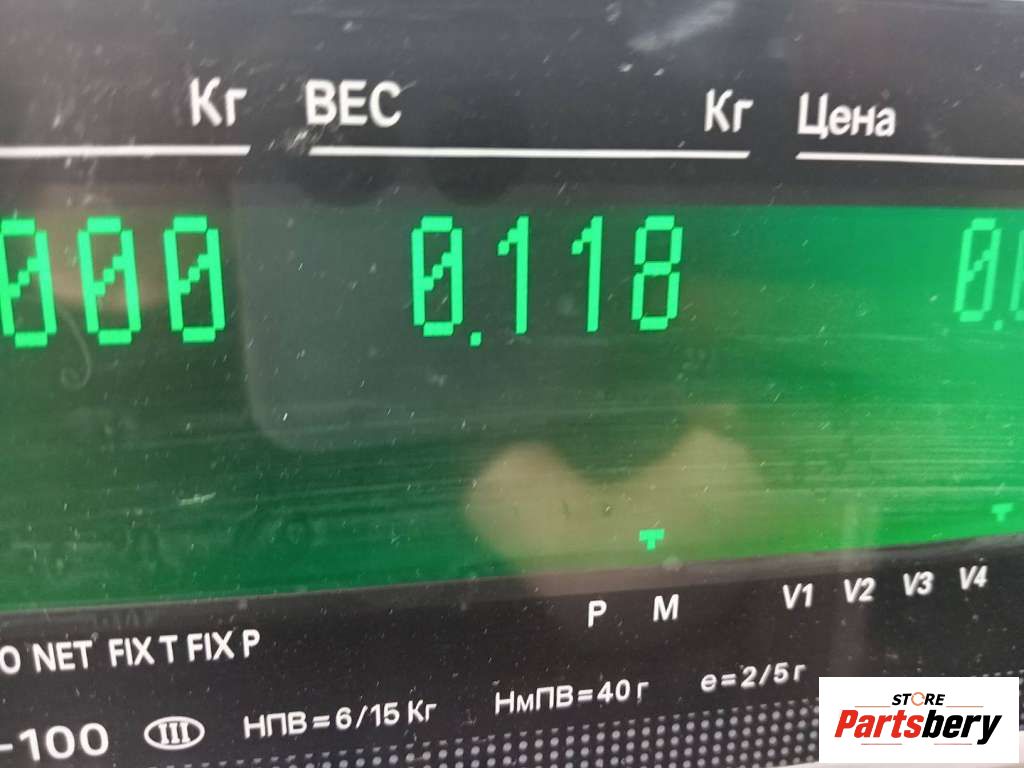 Кг ВЕС Кг Цена
000 0.118 0.
P M V1 V2 V3 V4
NET FIX T FIX P
-100 III НПВ=6/15 Кг НмПВ=40 г e=2/5 г
STORE
Partsbery